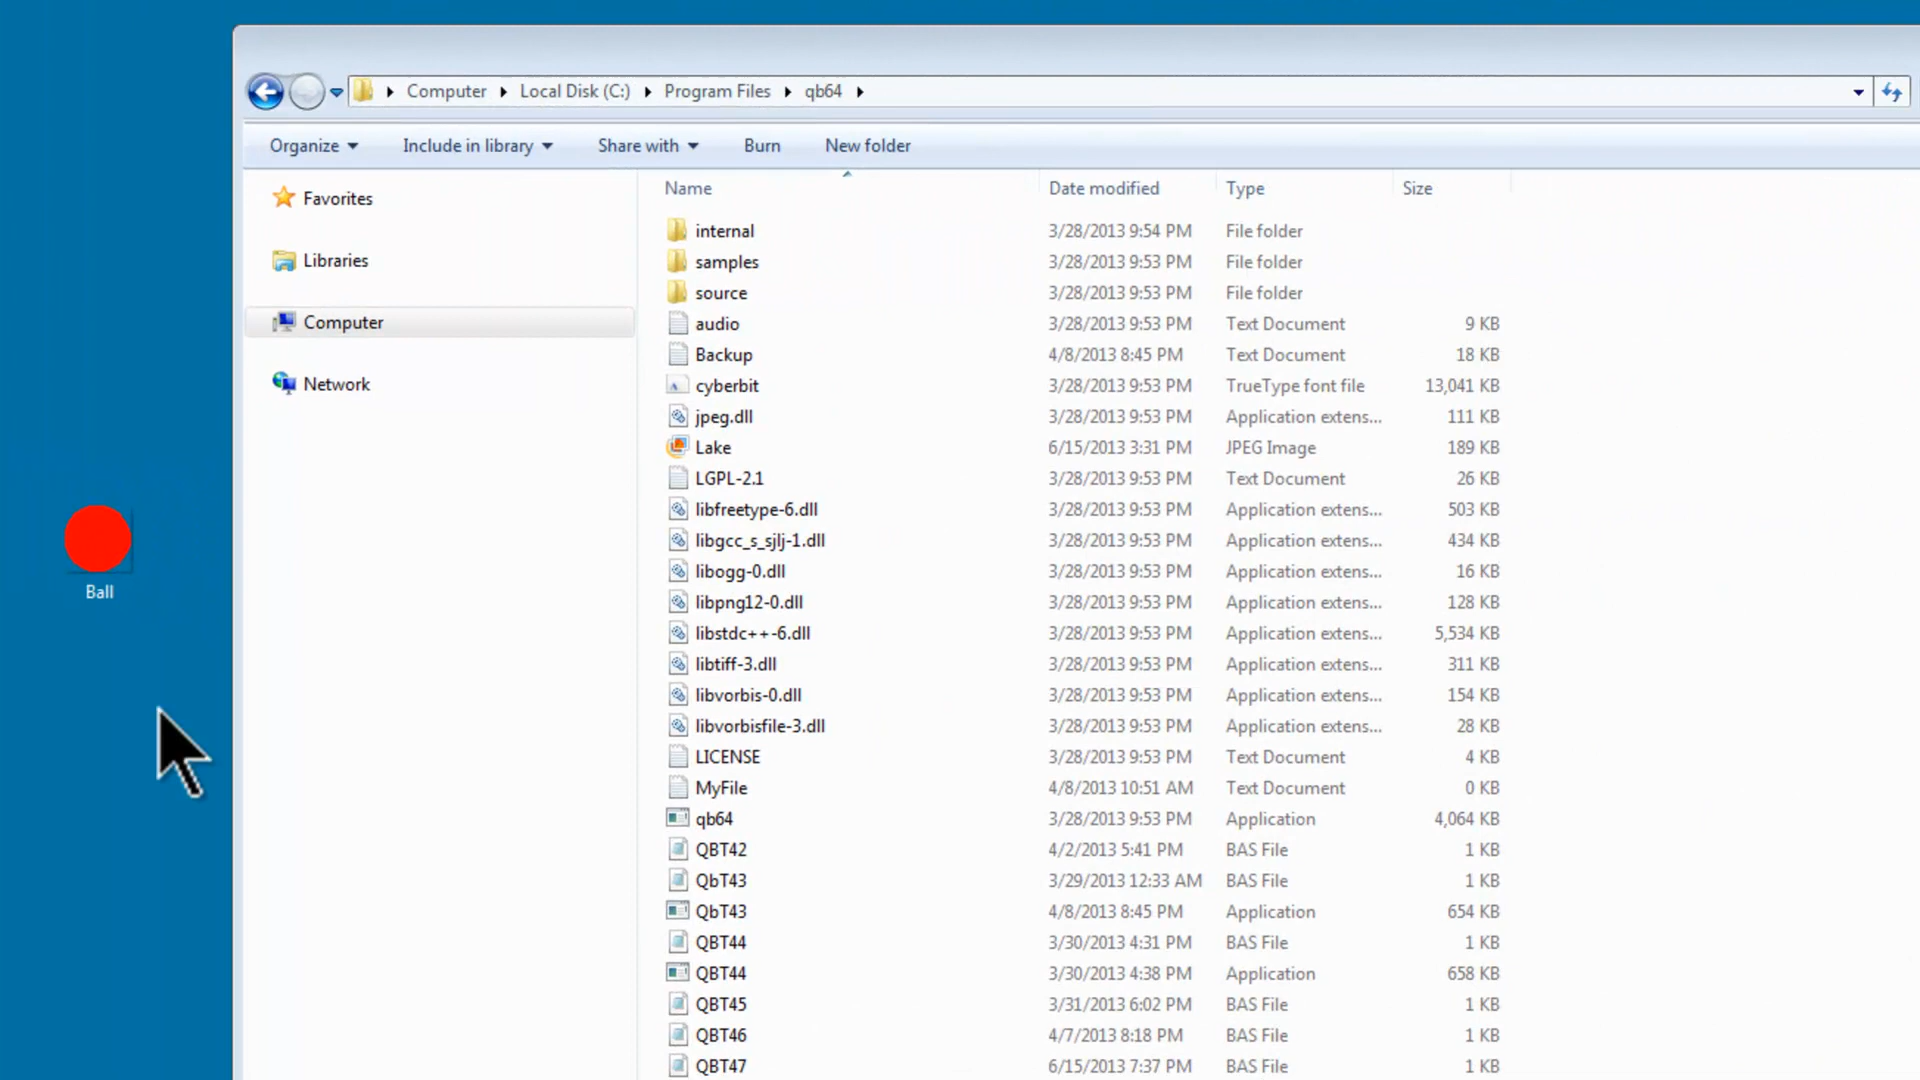 Computer Local Disk (C:) Program Files qb64
Organize Include in library Share with Burn New folder
Favorites
Libraries
Computer
Network
Ball
Name Date modified Type Size
internal 3/28/2013 9:54 PM File folder
samples 3/28/2013 9:53 PM File folder
source 3/28/2013 9:53 PM File folder
audio 3/28/2013 9:53 PM Text Document 9 KB
Backup 4/8/2013 8:45 PM Text Document 18 KB
cyberbit 3/28/2013 9:53 PM TrueType font file 13,041 KB
jpeg.dll 3/28/2013 9:53 PM Application extens... 111 KB
Lake 6/15/2013 3:31 PM JPEG Image 189 KB
LGPL-2.1 3/28/2013 9:53 PM Text Document 26 KB
libfreetype-6.dll 3/28/2013 9:53 PM Application extens... 503 KB
libgcc_s_sjlj-1.dll 3/28/2013 9:53 PM Application extens... 434 KB
libogg-0.dll 3/28/2013 9:53 PM Application extens... 16 KB
libpng12-0.dll 3/28/2013 9:53 PM Application extens... 128 KB
libstdc++-6.dll 3/28/2013 9:53 PM Application extens... 5,534 KB
libtiff-3.dll 3/28/2013 9:53 PM Application extens... 311 KB
libvorbis-0.dll 3/28/2013 9:53 PM Application extens... 154 KB
libvorbisfile-3.dll 3/28/2013 9:53 PM Application extens... 28 KB
LICENSE 3/28/2013 9:53 PM Text Document 4 KB
MyFile 4/8/2013 10:51 AM Text Document 0 KB
qb64 3/28/2013 9:53 PM Application 4,064 KB
QBT42 4/2/2013 5:41 PM BAS File 1 KB
QbT43 3/29/2013 12:33 AM BAS File 1 KB
QbT43 4/8/2013 8:45 PM Application 654 KB
QBT44 3/30/2013 4:31 PM BAS File 1 KB
QBT44 3/30/2013 4:38 PM Application 658 KB
QBT45 3/31/2013 6:02 PM BAS File 1 KB
QBT46 4/7/2013 8:18 PM BAS File 1 KB
QBT47 6/15/2013 7:37 PM BAS File 1 KB